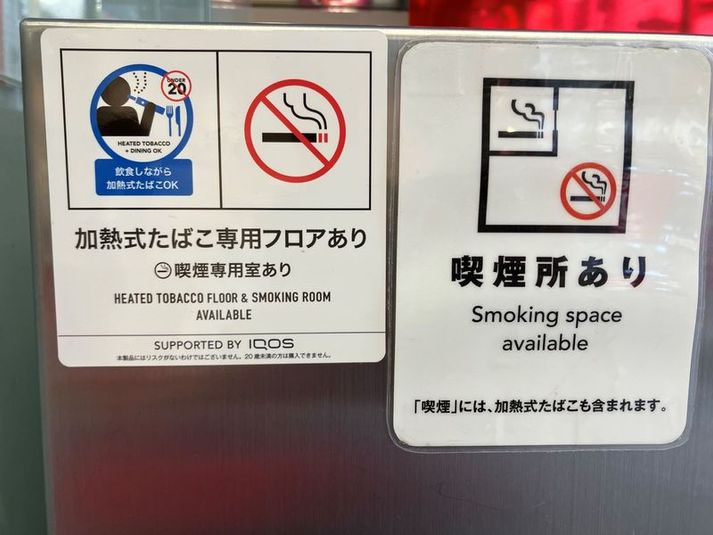 UNDER
20
HEATED TOBACCO
+ DINING OK
飲食しながら
加熱式たばこOK
加熱式たばこ専用フロアあり
喫煙専用室あり
HEATED TOBACCO FLOOR & SMOKING ROOM
AVAILABLE
SUPPORTED BY IQOS
本製品にはリスクがないわけではございません。20歳未満の方は購入できません。
喫煙所あり
Smoking space
available
「喫煙」には、加熱式たばこも含まれます。